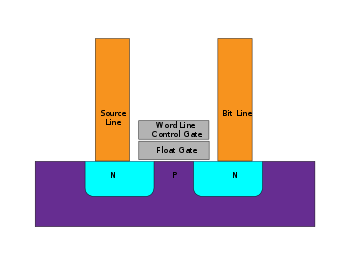 Source
Line
Word Line
Control Gate
Float Gate
Bit Line
N
P
N